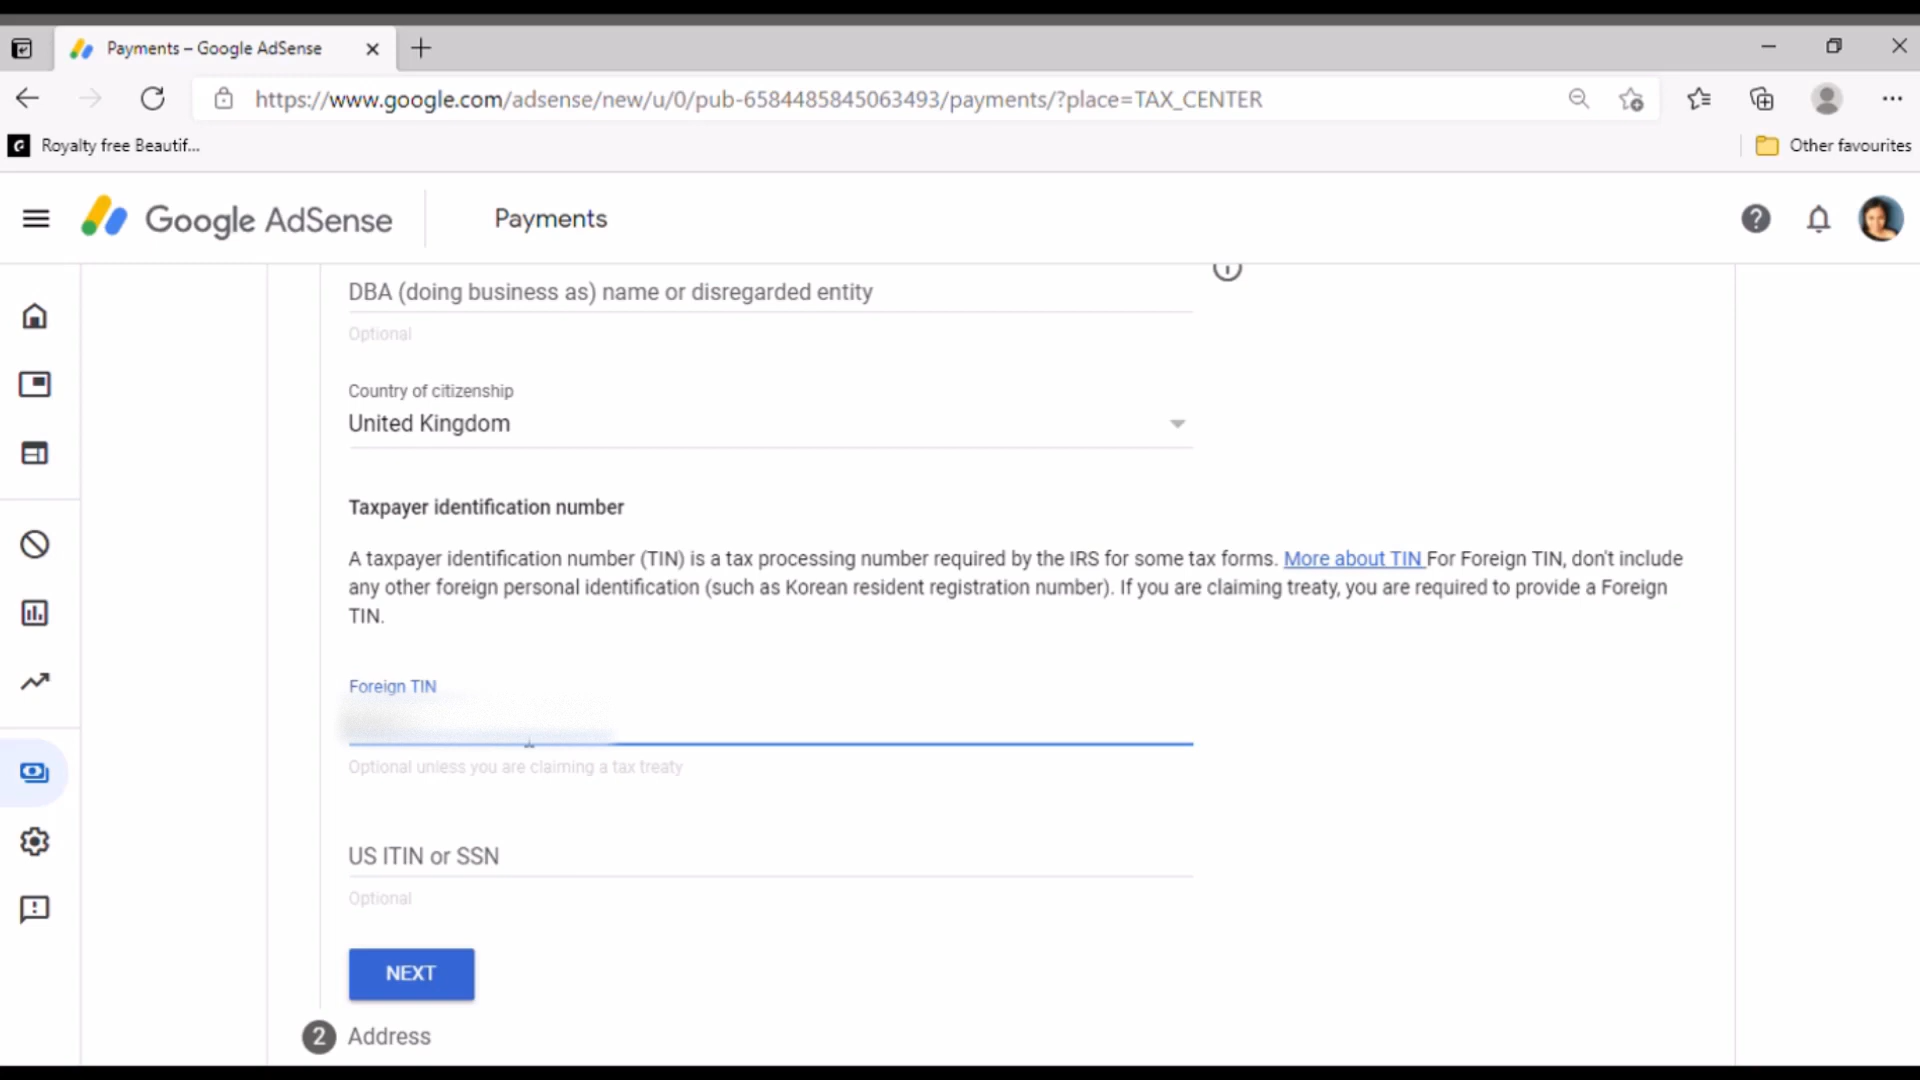 Payments – Google AdSense
https://www.google.com/adsense/new/u/0/pub-6584485845063493/payments/?place=TAX_CENTER
Royalty free Beautif...
Other favourites
Google AdSense
Payments
DBA (doing business as) name or disregarded entity
Optional
Country of citizenship
United Kingdom
Taxpayer identification number
A taxpayer identification number (TIN) is a tax processing number required by the IRS for some tax forms. More about TIN For Foreign TIN, don't include
any other foreign personal identification (such as Korean resident registration number). If you are claiming treaty, you are required to provide a Foreign
TIN.
Foreign TIN
Optional unless you are claiming a tax treaty
US ITIN or SSN
Optional
NEXT
2 Address